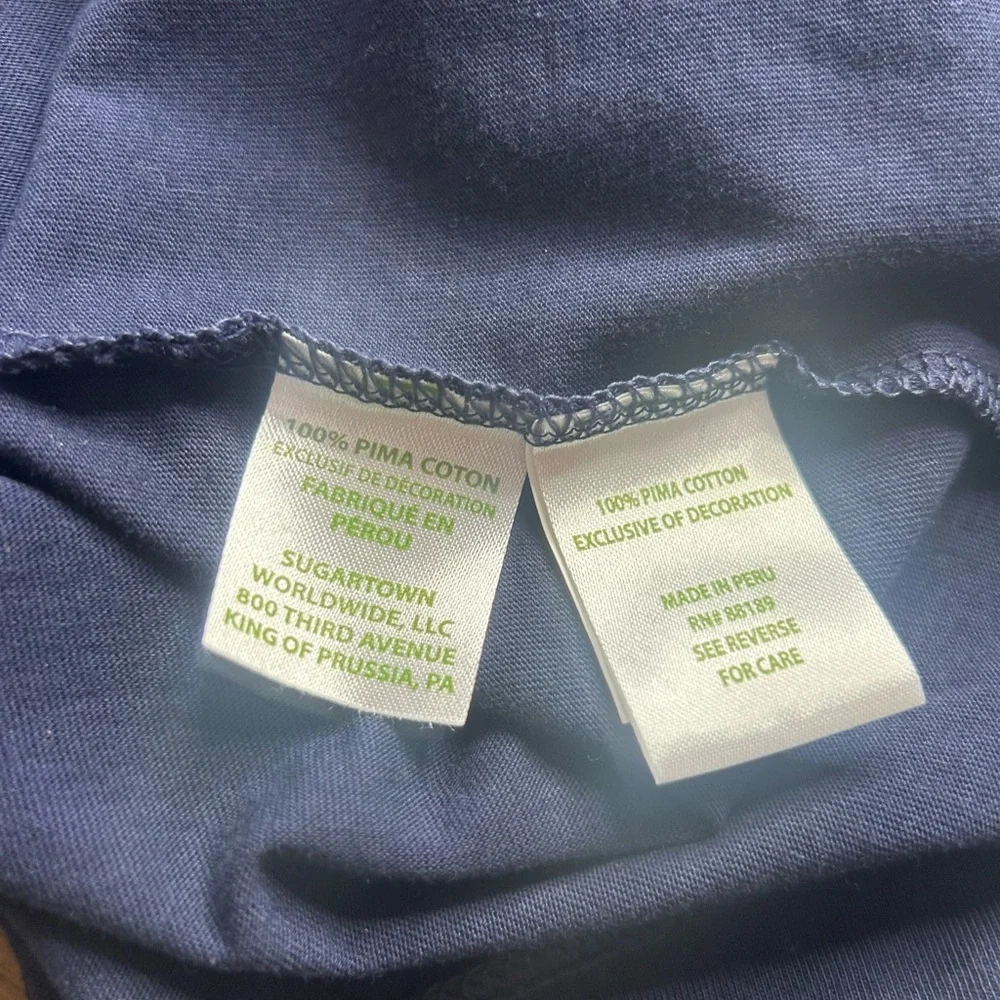 100% PIMA COTON
EXCLUSIF DE DÉCORATION
FABRIQUÉ EN
PÉROU
SUGARTOWN
WORLDWIDE, LLC
800 THIRD AVENUE
KING OF PRUSSIA, PA
100% PIMA COTTON
EXCLUSIVE OF DECORATION
MADE IN PERU
RN# 88189
SEE REVERSE
FOR CARE